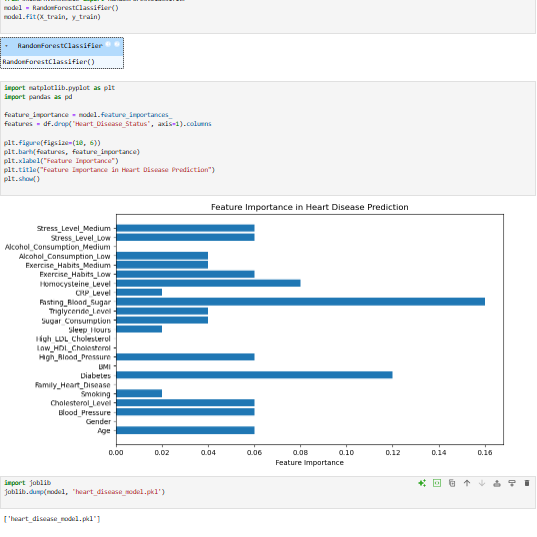 model = RandomForestClassifier()
model.fit(X_train, y_train)
RandomForestClassifier
RandomForestClassifier()
import matplotlib.pyplot as plt
import pandas as pd
feature_importance = model.feature_importances_
features = df.drop('Heart_Disease_Status', axis=1).columns
plt.figure(figsize=(10, 6))
plt.barh(features, feature_importance)
plt.xlabel("Feature Importance")
plt.title("Feature Importance in Heart Disease Prediction")
plt.show()
Feature Importance in Heart Disease Prediction
Stress_Level_Medium
Stress_Level_Low
Alcohol_Consumption_Medium
Alcohol_Consumption_Low
Exercise_Habits_Medium
Exercise_Habits_Low
Homocysteine_Level
CRP_Level
Fasting_Blood_Sugar
Triglyceride_Level
Sugar_Consumption
Sleep_Hours
High_LDL_Cholesterol
Low_HDL_Cholesterol
High_Blood_Pressure
BMI
Diabetes
Family_Heart_Disease
Smoking
Cholesterol_Level
Blood_Pressure
Gender
Age
0.00 0.02 0.04 0.06 0.08 0.10 0.12 0.14 0.16
Feature Importance
import joblib
joblib.dump(model, 'heart_disease_model.pkl')
['heart_disease_model.pkl']